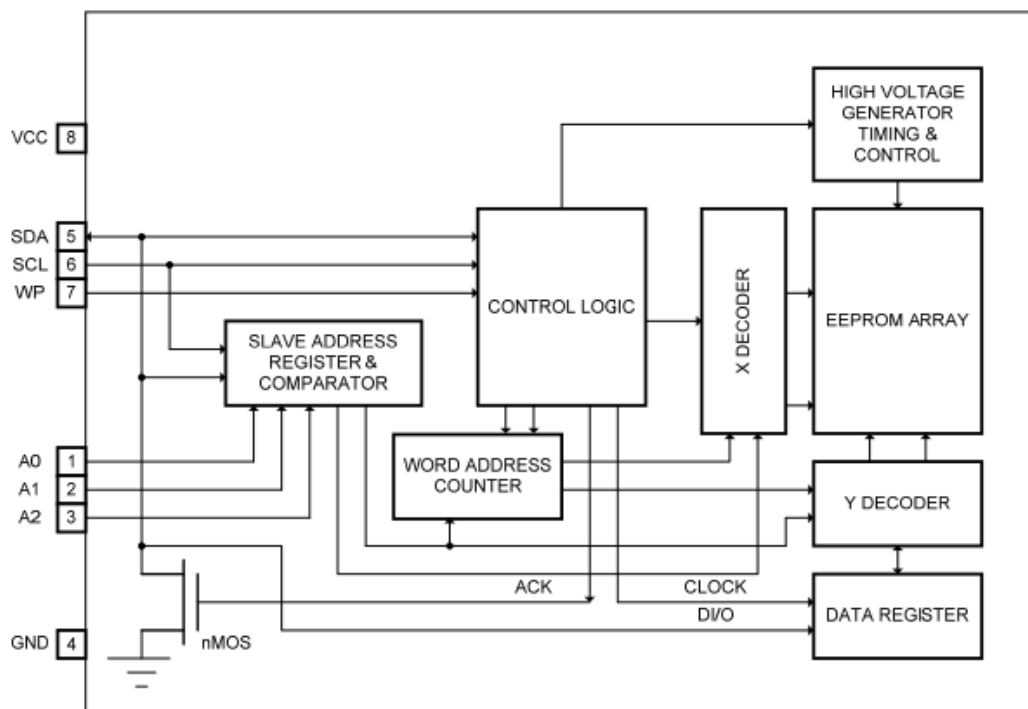 HIGH VOLTAGE
GENERATOR
TIMING &
CONTROL
VCC 8
SDA 5
SCL 6
WP 7
CONTROL LOGIC
X DECODER
EEPROM ARRAY
SLAVE ADDRESS
REGISTER &
COMPARATOR
A0 1
A1 2
A2 3
WORD ADDRESS
COUNTER
Y DECODER
ACK
CLOCK
DI/O
DATA REGISTER
GND 4
nMOS